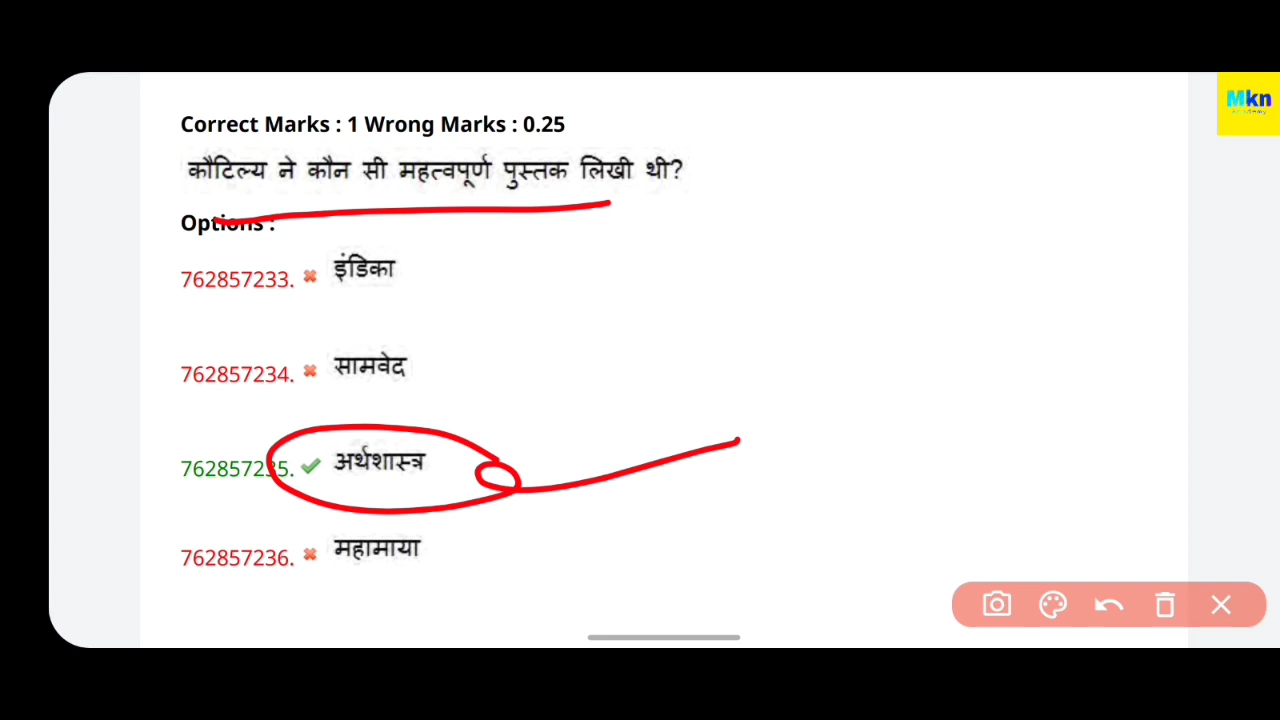 Mkn
Academy
Correct Marks : 1 Wrong Marks : 0.25
कौटिल्य ने कौन सी महत्वपूर्ण पुस्तक लिखी थी?
Options :
762857233. इंडिका
762857234. सामवेद
762857235. अर्थशास्त्र
762857236. महामाया